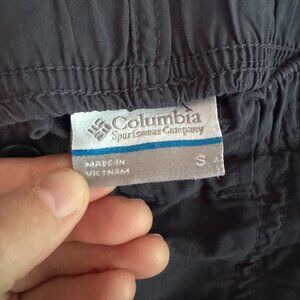 Columbia
Sportswear Company
MADE IN
VIETNAM
S